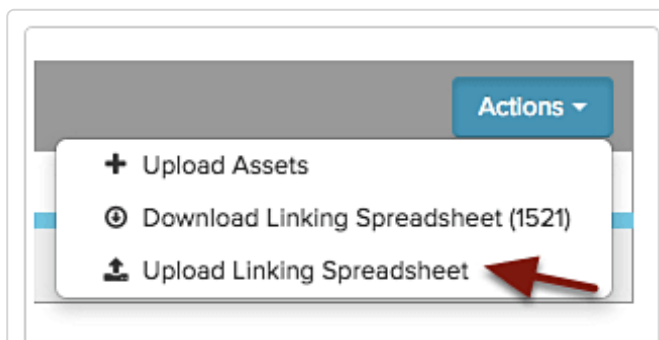 Actions
Upload Assets
Download Linking Spreadsheet (1521)
Upload Linking Spreadsheet